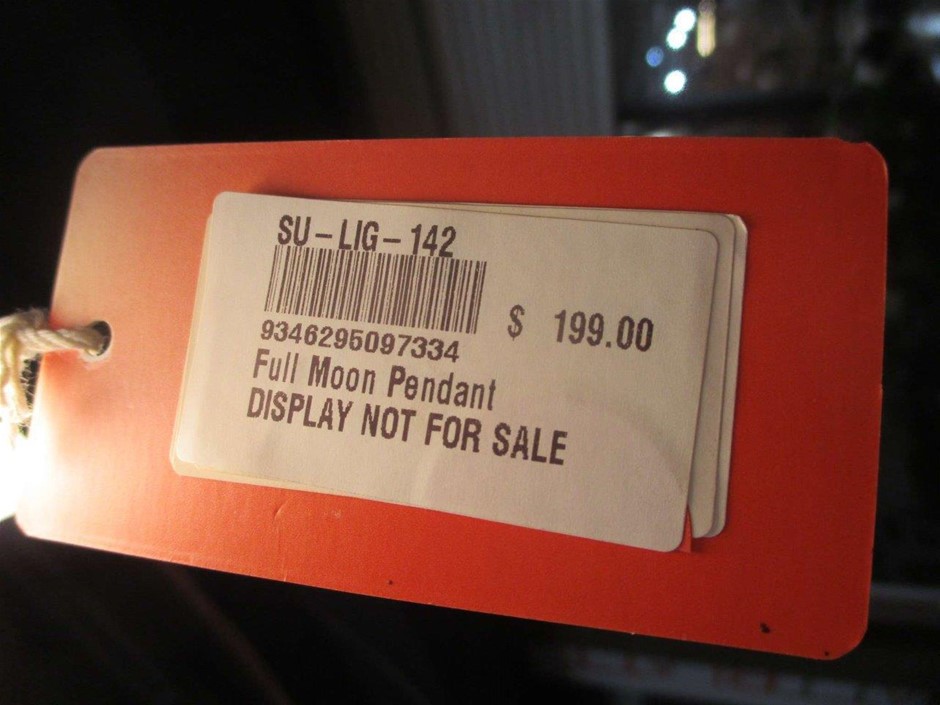 SU-LIG-142
9346295097334
$ 199.00
Full Moon Pendant
DISPLAY NOT FOR SALE